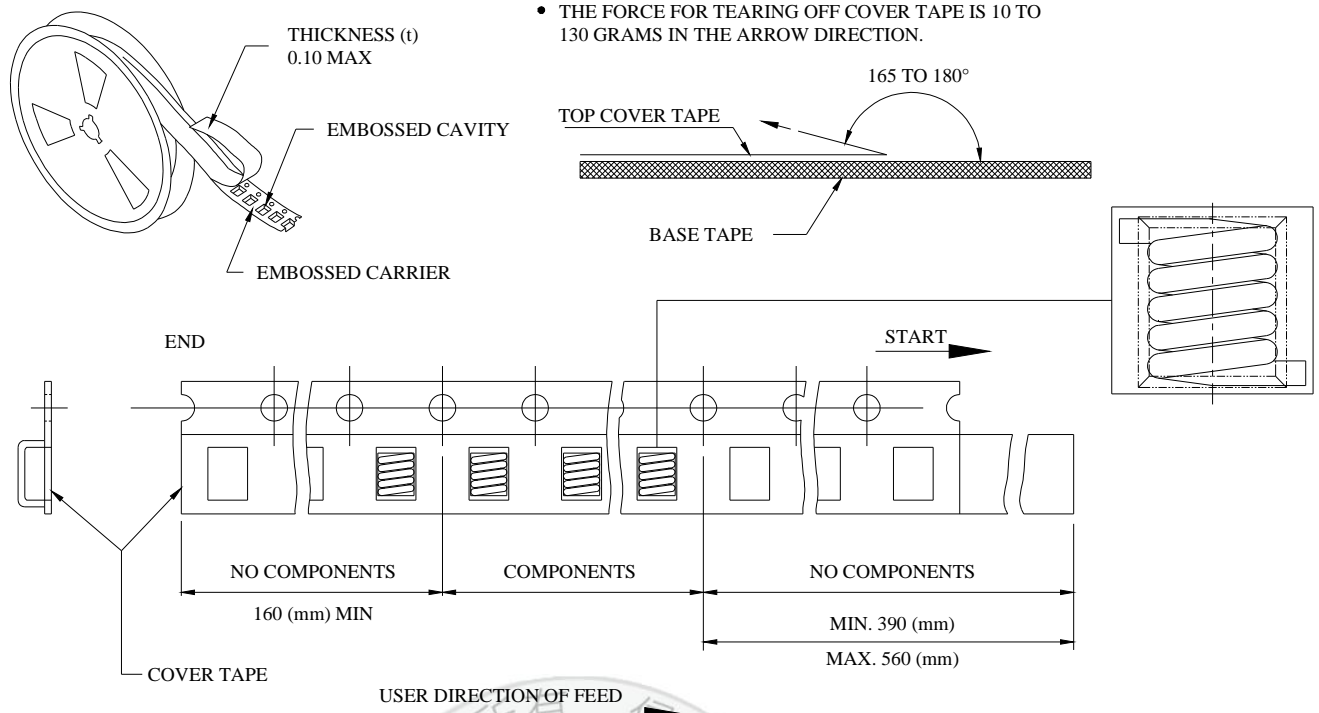 THICKNESS (t)
0.10 MAX
EMBOSSED CAVITY
EMBOSSED CARRIER
• THE FORCE FOR TEARING OFF COVER TAPE IS 10 TO
130 GRAMS IN THE ARROW DIRECTION.
165 TO 180°
TOP COVER TAPE
BASE TAPE
END
START
NO COMPONENTS
COMPONENTS
NO COMPONENTS
160 (mm) MIN
MIN. 390 (mm)
MAX. 560 (mm)
COVER TAPE
USER DIRECTION OF FEED